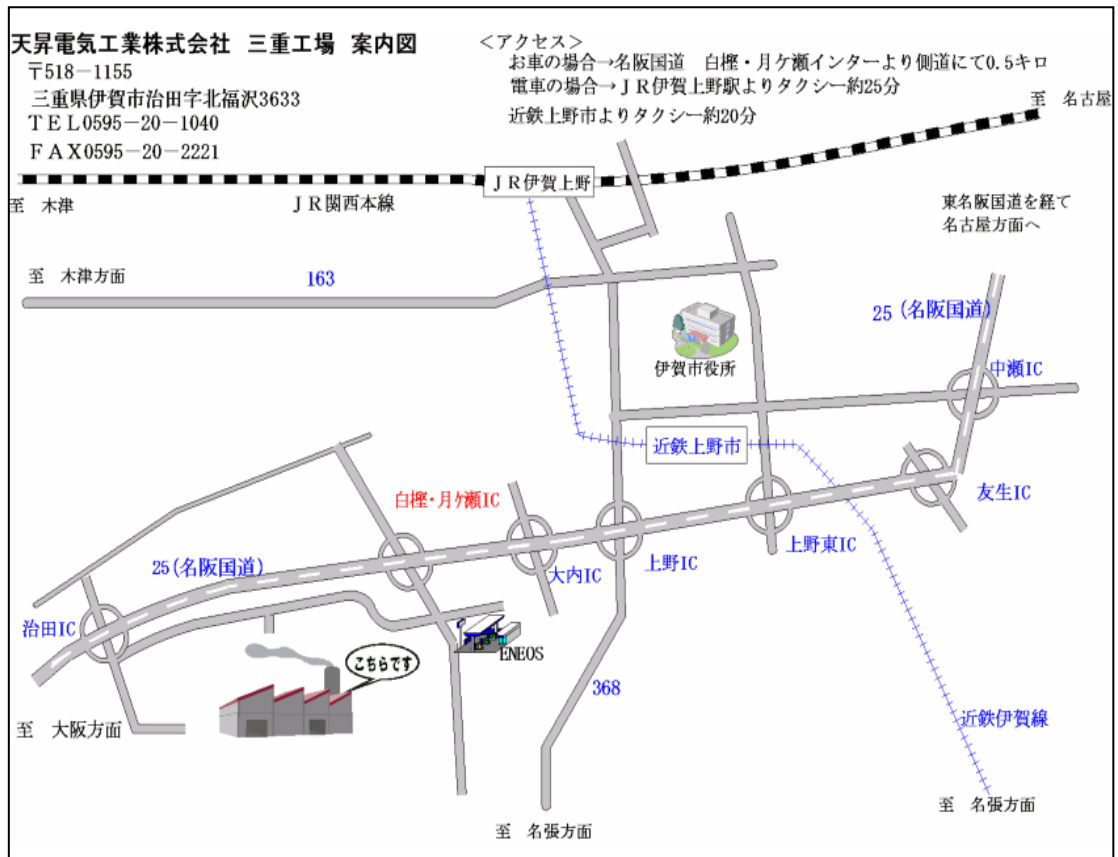 天昇電気工業株式会社 三重工場 案内図
〒518－1155
三重県伊賀市治田字北福沢3633
ＴＥＬ0595－20－1040
ＦＡＸ0595－20－2221
＜アクセス＞
お車の場合→名阪国道 白樫・月ケ瀬インターより側道にて0.5キロ
電車の場合→ＪＲ伊賀上野駅よりタクシー約25分
近鉄上野市よりタクシー約20分
至 名古屋
ＪＲ伊賀上野
至 木津
ＪＲ関西本線
東名阪国道を経て
名古屋方面へ
至 木津方面
163
25（名阪国道）
伊賀市役所
中瀬IC
近鉄上野市
白樫・月ケ瀬IC
友生IC
上野東IC
上野IC
大内IC
25(名阪国道)
治田IC
ENEOS
こちらです
368
至 大阪方面
近鉄伊賀線
至 名張方面
至 名張方面